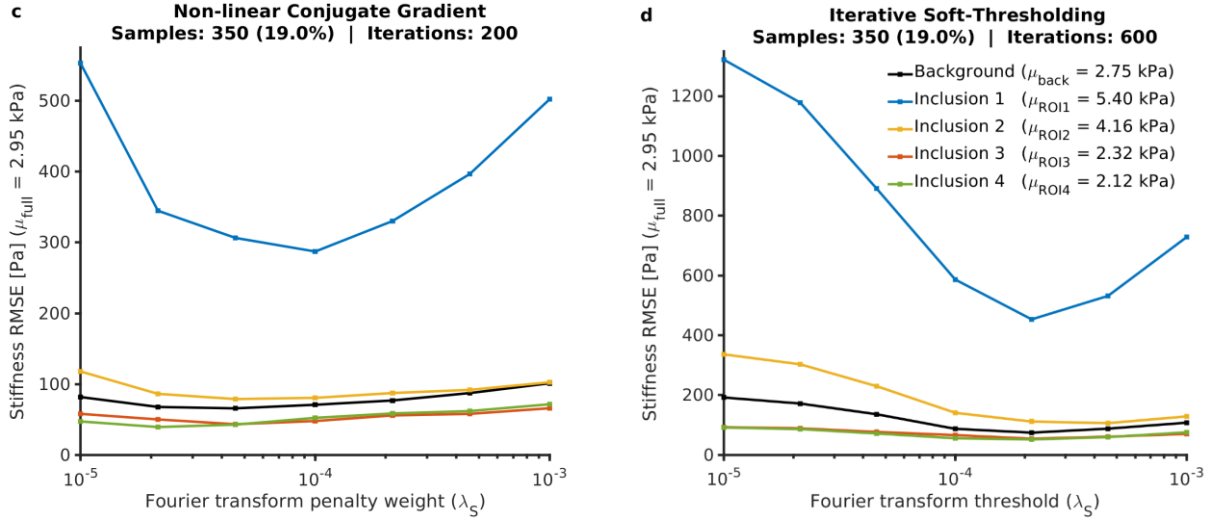 c
Non-linear Conjugate Gradient
Samples: 350 (19.0%) | Iterations: 200
Stiffness RMSE [Pa] (μfull = 2.95 kPa)
500
400
300
200
100
0
10-5
10-4
10-3
Fourier transform penalty weight (λS)
d
Iterative Soft-Thresholding
Samples: 350 (19.0%) | Iterations: 600
Stiffness RMSE [Pa] (μfull = 2.95 kPa)
1200
1000
800
600
400
200
0
Background (μback = 2.75 kPa)
Inclusion 1 (μROI1 = 5.40 kPa)
Inclusion 2 (μROI2 = 4.16 kPa)
Inclusion 3 (μROI3 = 2.32 kPa)
Inclusion 4 (μROI4 = 2.12 kPa)
10-5
10-4
10-3
Fourier transform threshold (λS)